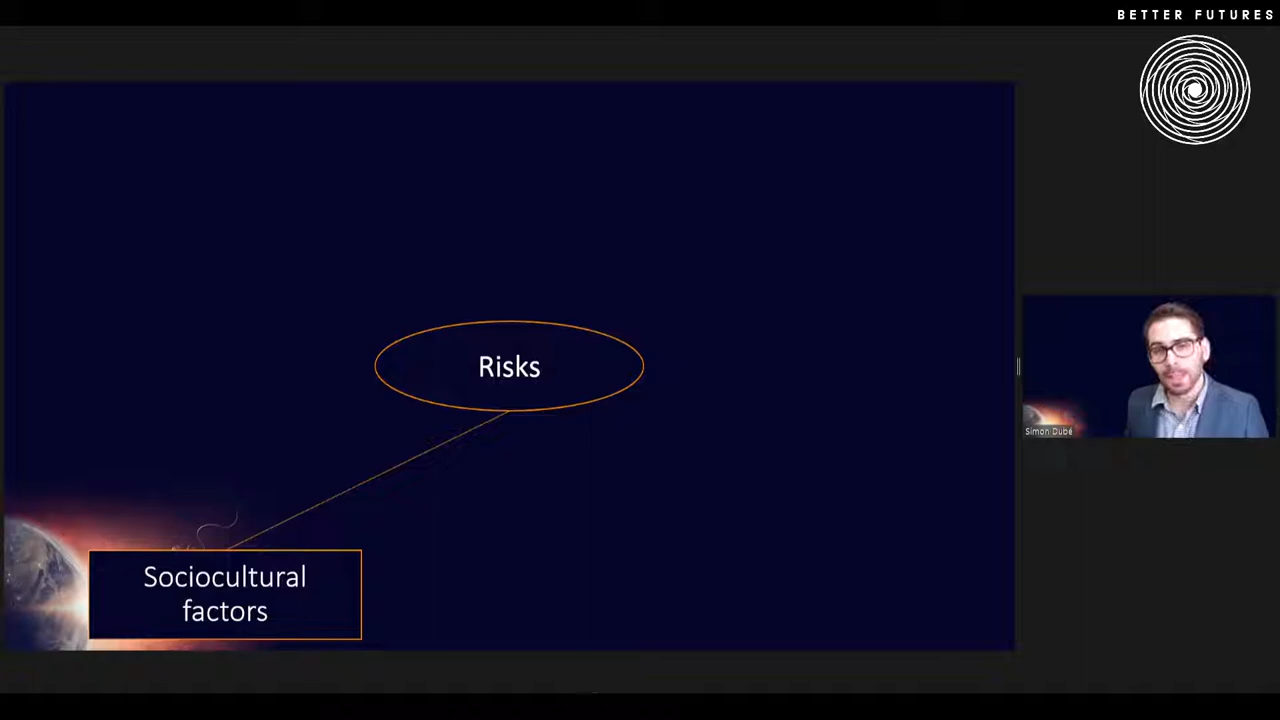 BETTER FUTURES
Risks
Simon Dubé
Sociocultural
factors